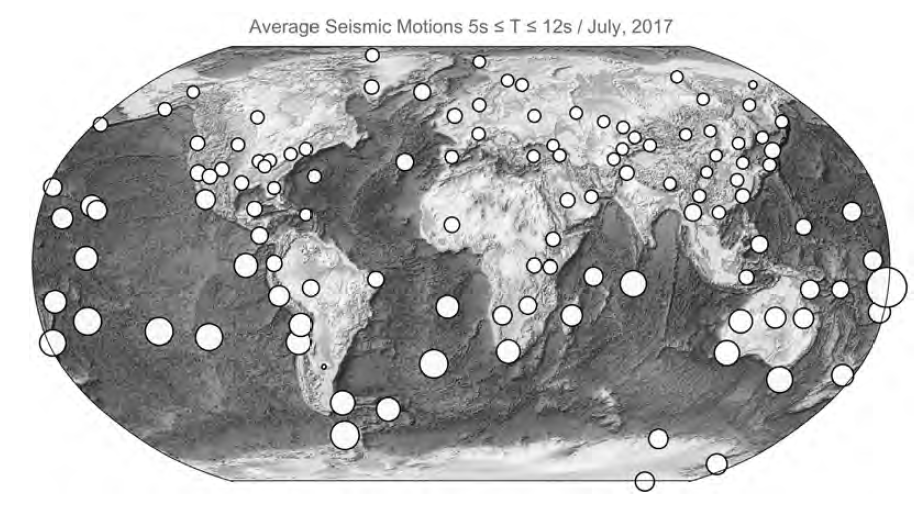 Average Seismic Motions 5s ≤ T ≤ 12s / July, 2017